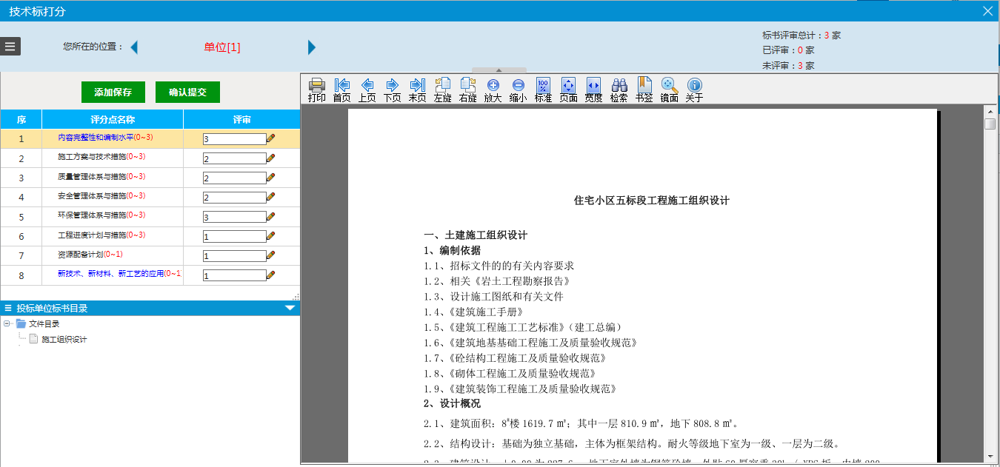 技术标打分
您所在的位置：
单位[1]
标书评审总计：3 家
已评审：0 家
未评审：3 家
添加保存
确认提交
序 评分点名称 评审
1 内容完整性和编制水平(0~3) 3
2 施工方案与技术措施(0~3) 2
3 质量管理体系与措施(0~3) 2
4 安全管理体系与措施(0~3) 2
5 环保管理体系与措施(0~3) 3
6 工程进度计划与措施(0~3) 1
7 资源配备计划(0~1) 1
8 新技术、新材料、新工艺的应用(0~1 1
投标单位标书目录
文件目录
施工组织设计
打印 首页 上页 下页 末页 左旋 右旋 放大 缩小 标准 页面 宽度 检索 书签 镜面 关于
住宅小区五标段工程施工组织设计
一、土建施工组织设计
1、编制依据
1.1、招标文件的的有关内容要求
1.2、相关《岩土工程勘察报告》
1.3、设计施工图纸和有关文件
1.4、《建筑施工手册》
1.5、《建筑工程施工工艺标准》（建工总编）
1.6、《建筑地基基础工程施工及质量验收规范》
1.7、《砼结构工程施工及质量验收规范》
1.8、《砌体工程施工及质量验收规范》
1.9、《建筑装饰工程施工及质量验收规范》
2、设计概况
2.1、建筑面积：8#楼 1619.7 ㎡；其中一层 810.9 ㎡，地下 808.8 ㎡。
2.2、结构设计：基础为独立基础，主体为框架结构。耐火等级地下室为一级、一层为二级。